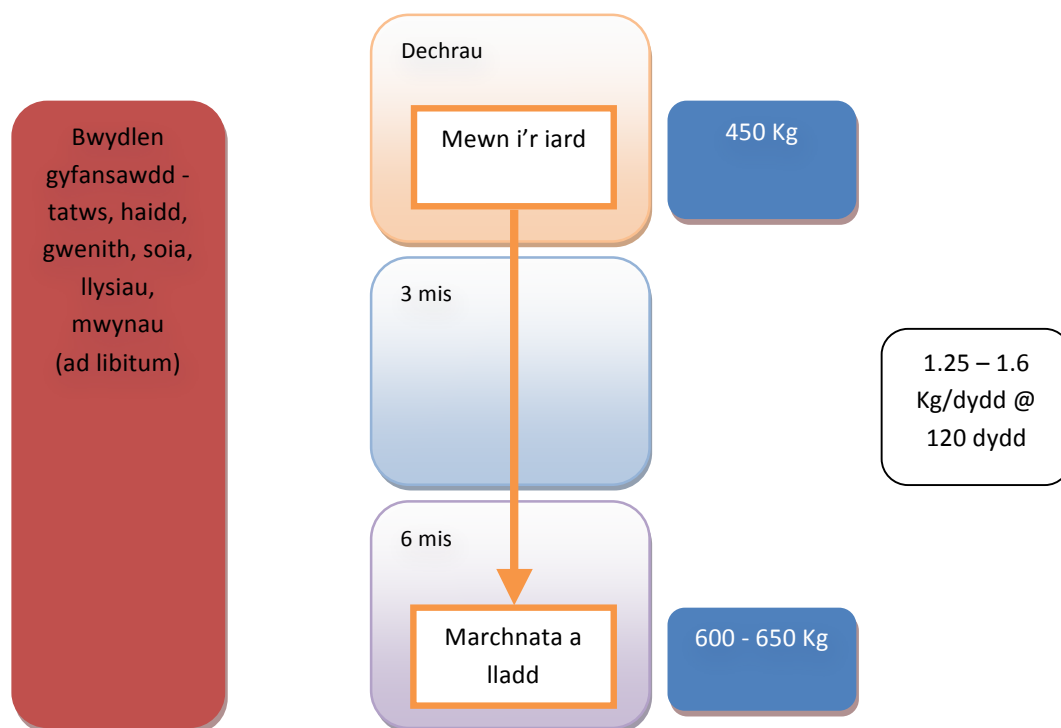 Bwydlen
gyfansawdd -
tatws, haidd,
gwenith, soia,
llysiau,
mwynau
(ad libitum)
Dechrau
Mewn i'r iard
450 Kg
3 mis
1.25 – 1.6
Kg/dydd @
120 dydd
6 mis
Marchnata a
lladd
600 - 650 Kg